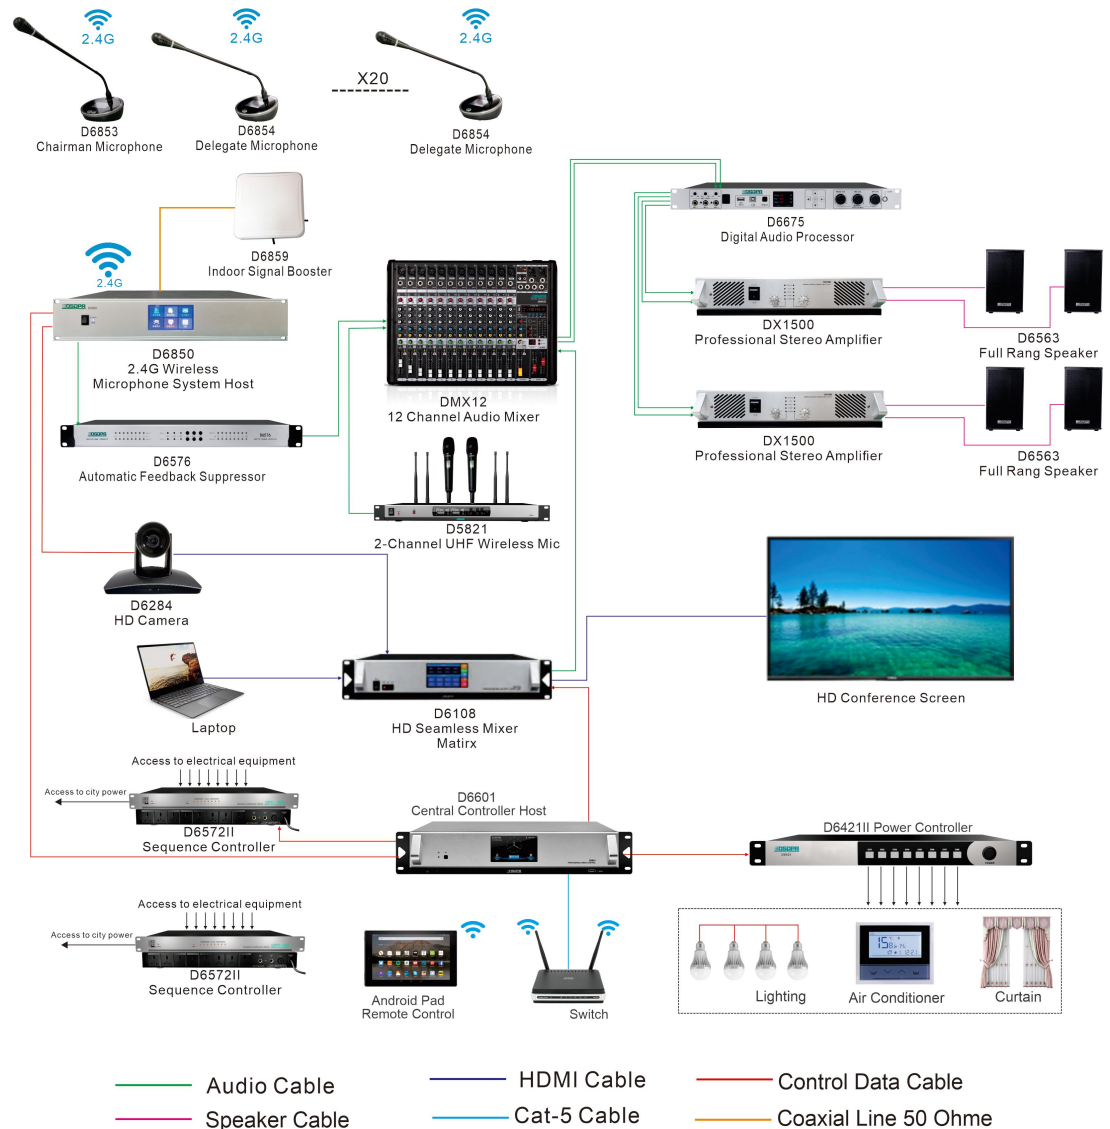 2.4G
2.4G
2.4G
X20
D6853
Chairman Microphone
D6854
Delegate Microphone
D6854
Delegate Microphone
D6859
Indoor Signal Booster
2.4G
DSPPA
D6850
2.4G Wireless
Microphone System Host
DSPPA
D6576
D6576
Automatic Feedback Suppressor
DMX12
12 Channel Audio Mixer
D5821
2-Channel UHF Wireless Mic
DSPPA
D6675
Digital Audio Processor
DX1500
Professional Stereo Amplifier
D6563
Full Rang Speaker
DX1500
Professional Stereo Amplifier
D6563
Full Rang Speaker
D6284
HD Camera
Laptop
D6108
HD Seamless Mixer
Matirx
HD Conference Screen
Access to electrical equipment
Access to city power
D6572II
Sequence Controller
D6601
Central Controller Host
D6421II Power Controller
DSPPA
Access to electrical equipment
Access to city power
D6572II
Sequence Controller
Android Pad
Remote Control
Switch
Lighting
Air Conditioner
Curtain
Audio Cable
HDMI Cable
Control Data Cable
Speaker Cable
Cat-5 Cable
Coaxial Line 50 Ohme